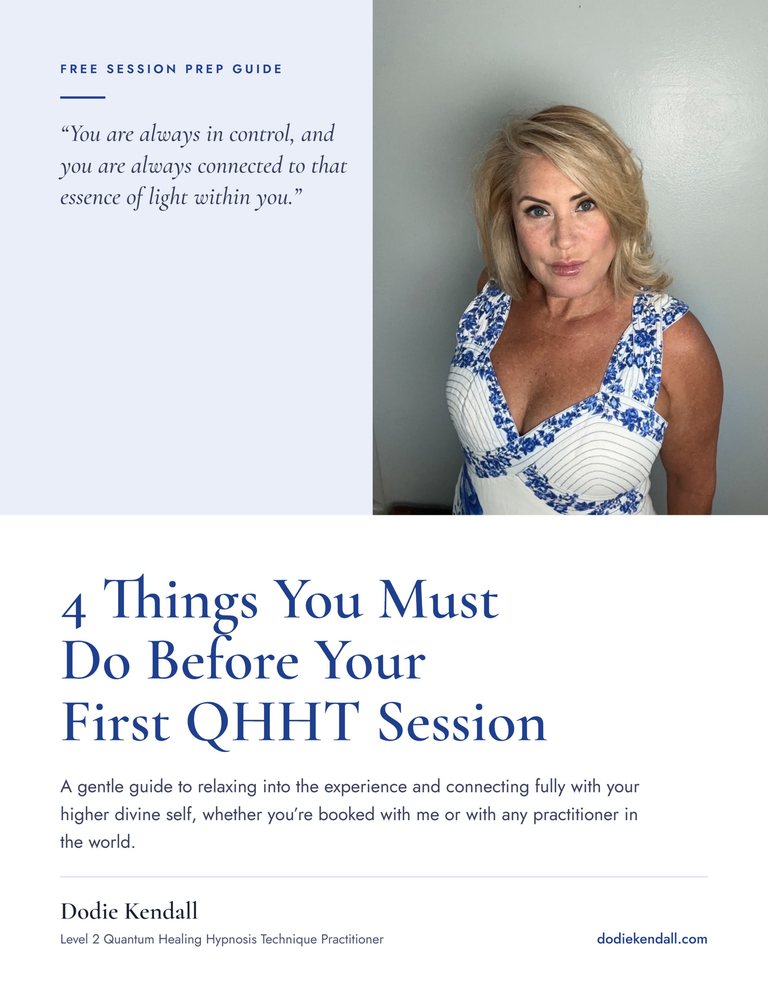 FREE SESSION PREP GUIDE
“You are always in control, and
you are always connected to that
essence of light within you.”
4 Things You Must
Do Before Your
First QHHT Session
A gentle guide to relaxing into the experience and connecting fully with your
higher divine self, whether you’re booked with me or with any practitioner in
the world.
Dodie Kendall
Level 2 Quantum Healing Hypnosis Technique Practitioner
dodiekendall.com